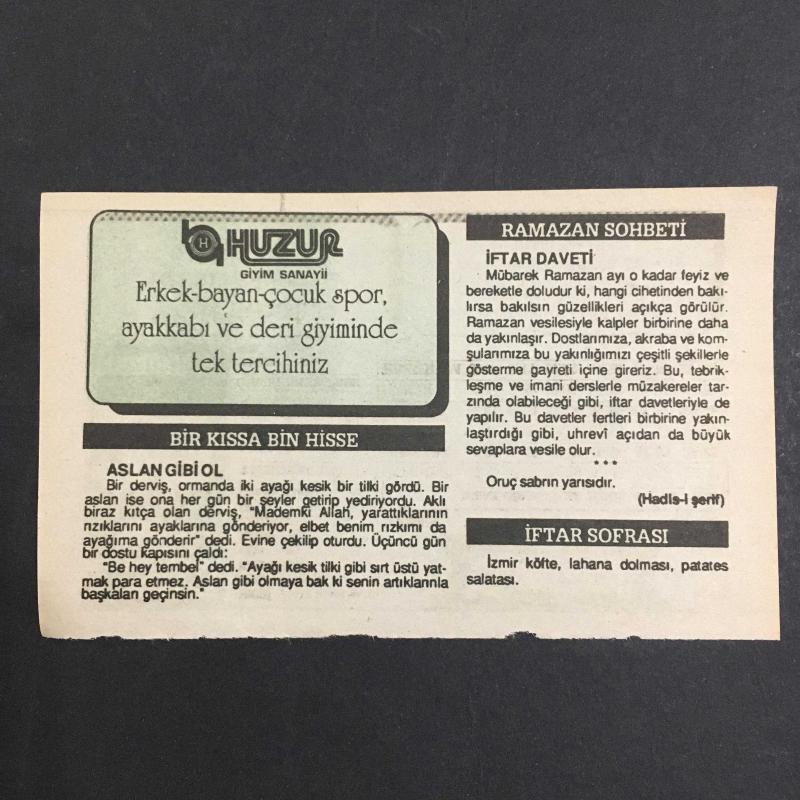 HUZUR
GİYİM SANAYİİ
Erkek-bayan-çocuk spor,
ayakkabı ve deri giyiminde
tek tercihiniz
BİR KISSA BİN HİSSE
ASLAN GİBİ OL
Bir derviş, ormanda iki ayağı kesik bir tilki gördü. Bir
aslan ise ona her gün bir şeyler getirip yediriyordu. Aklı
biraz kıtça olan derviş, "Mademki Allah, yarattıklarının
rızıklarını ayaklarına gönderiyor, elbet benim rızkımı da
ayağıma gönderir" dedi. Evine çekilip oturdu. Üçüncü gün
bir dostu kapısını çaldı:
"Be hey tembel" dedi. "Ayağı kesik tilki gibi sırt üstü yat-
mak para etmez. Aslan gibi olmaya bak ki senin artıklarınla
başkaları geçinsin."
RAMAZAN SOHBETİ
İFTAR DAVETİ
Mübarek Ramazan ayı o kadar feyiz ve
bereketle doludur ki, hangi cihetinden bakı-
lırsa bakılsın güzellikleri açıkça görülür.
Ramazan vesilesiyle kalpler birbirine daha
da yakınlaşır. Dostlarımıza, akraba ve kom-
şularımıza bu yakınlığımızı çeşitli şekillerle
gösterme gayreti içine gireriz. Bu, tebrik-
leşme ve imani derslerle müzakereler tar-
zında olabileceği gibi, iftar davetleriyle de
yapılır. Bu davetler fertleri birbirine yakın-
laştırdığı gibi, uhrevî açıdan da büyük
sevaplara vesile olur.
***
Oruç sabrın yarısıdır.
(Hadis-i şerif)
İFTAR SOFRASI
İzmir köfte, lahana dolması, patates
salatası.